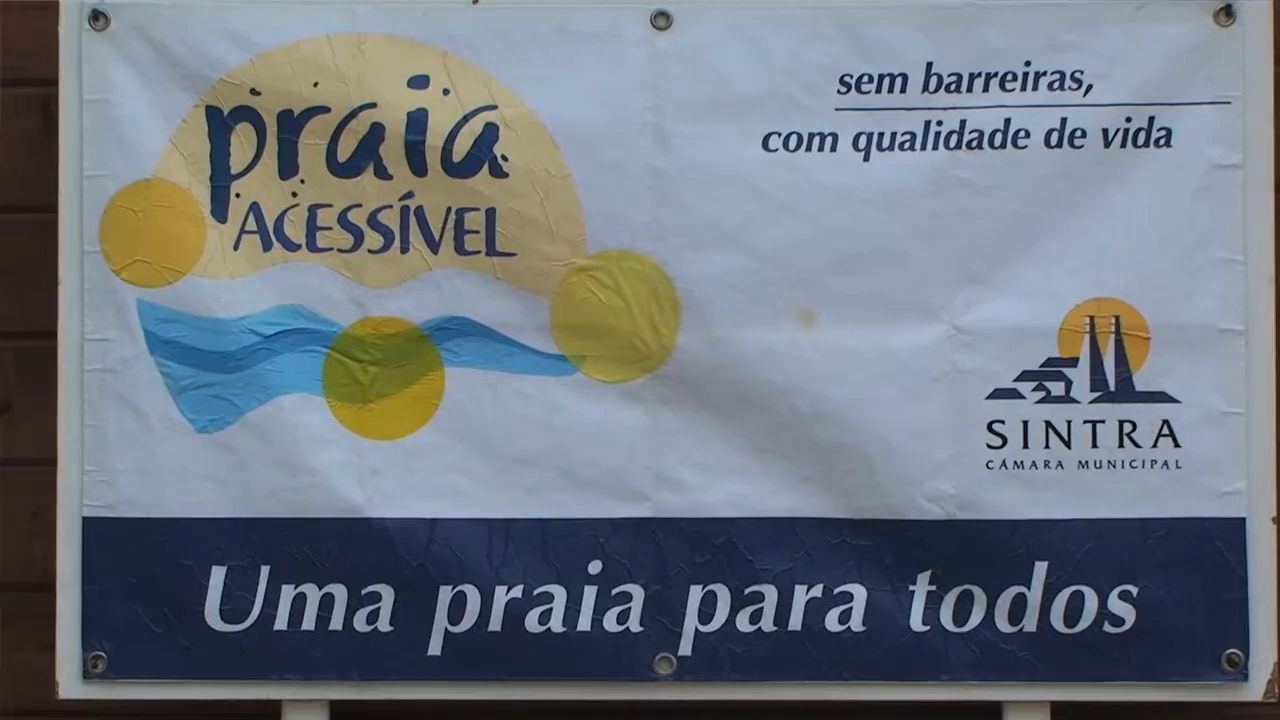 praia
ACESSÍVEL
sem barreiras,
com qualidade de vida
SINTRA
CÂMARA MUNICIPAL
Uma praia para todos